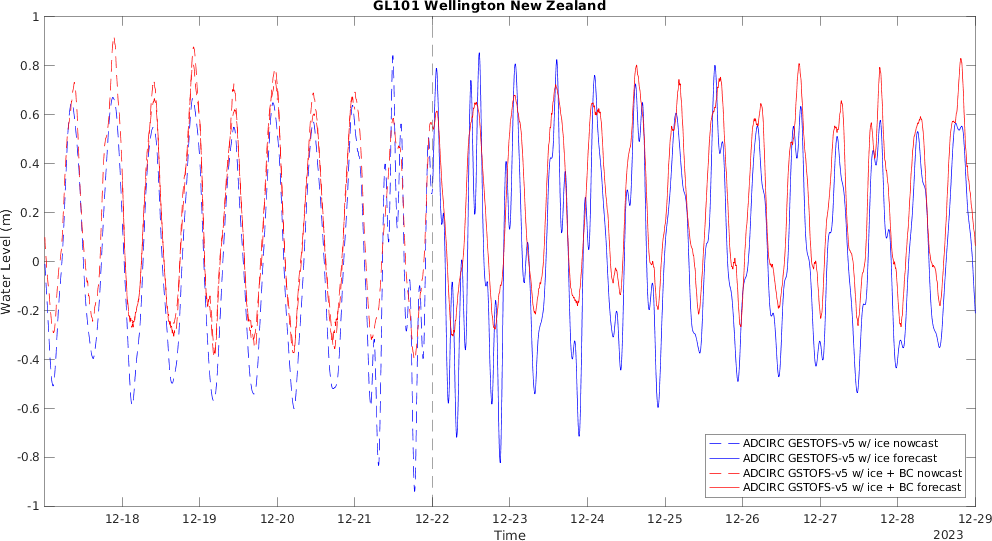 GL101 Wellington New Zealand
Water Level (m)
1
0.8
0.6
0.4
0.2
0
-0.2
-0.4
-0.6
-0.8
-1
ADCIRC GESTOFS-v5 w/ ice nowcast
ADCIRC GESTOFS-v5 w/ ice forecast
ADCIRC GSTOFS-v5 w/ ice + BC nowcast
ADCIRC GSTOFS-v5 w/ ice + BC forecast
12-18 12-19 12-20 12-21 12-22 12-23 12-24 12-25 12-26 12-27 12-28 12-29
Time 2023